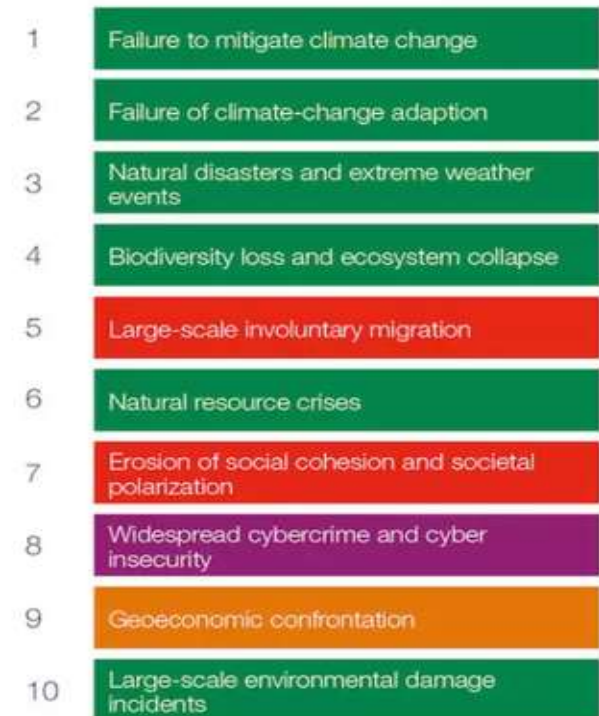 1 Failure to mitigate climate change
2 Failure of climate-change adaption
3 Natural disasters and extreme weather
events
4 Biodiversity loss and ecosystem collapse
5 Large-scale involuntary migration
6 Natural resource crises
7 Erosion of social cohesion and societal
polarization
8 Widespread cybercrime and cyber
insecurity
9 Geoeconomic confrontation
10 Large-scale environmental damage
incidents